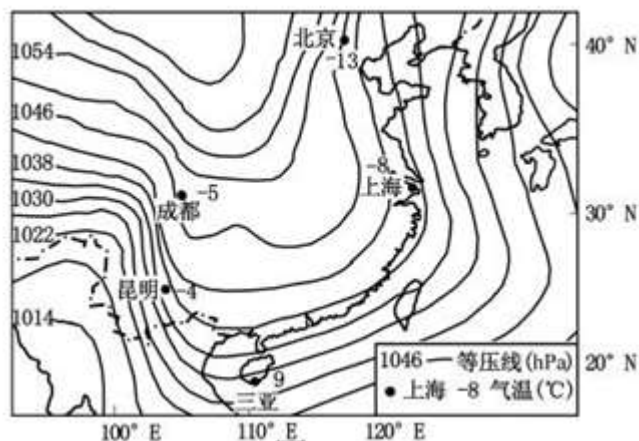 北京
-13
40° N
1054
1046
1038
1030
1022
1014
-5
成都
-8
上海
30° N
昆明
-4
9
三亚
20° N
1046 — 等压线(hPa)
● 上海 -8 气温(℃)
100° E
110° E
120° E